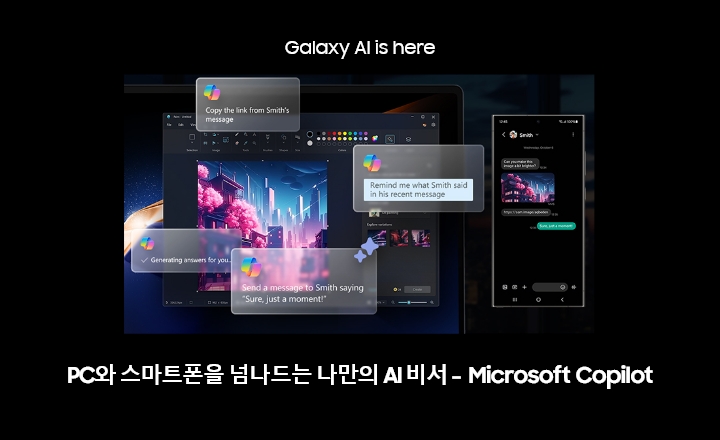 Galaxy AI is here
Copy the link from Smith's
message
Remind me what Smith said
in his recent message
Generating answers for you...
Send a message to Smith saying
"Sure, just a moment!"
Smith
Can you make this
image a bit brighter?
Sure, just a moment!
PC와 스마트폰을 넘나드는 나만의 AI 비서 - Microsoft Copilot